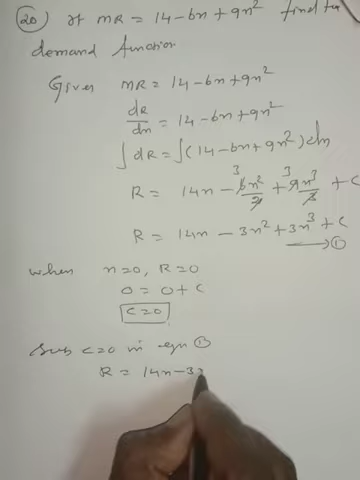 20) If MR = 14 - 6x + 9x² find the
demand function
Given MR = 14 - 6x + 9x²
dR/dx = 14 - 6x + 9x²
∫dR = ∫(14 - 6x + 9x²) dx
R = 14x - 6x²/2 + 9x³/3 + C
3 3
R = 14x - 3x² + 3x³ + C
→ ①
when x=0, R=0
0 = 0 + C
C=0
Sub C=0 in eqn ①
R = 14x - 3